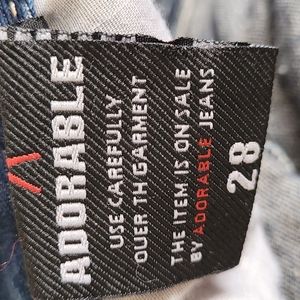 ADORABLE
USE CAREFULLY
OUER TH GARMENT
THE ITEM IS ON SALE
BY ADORABLE JEANS
28